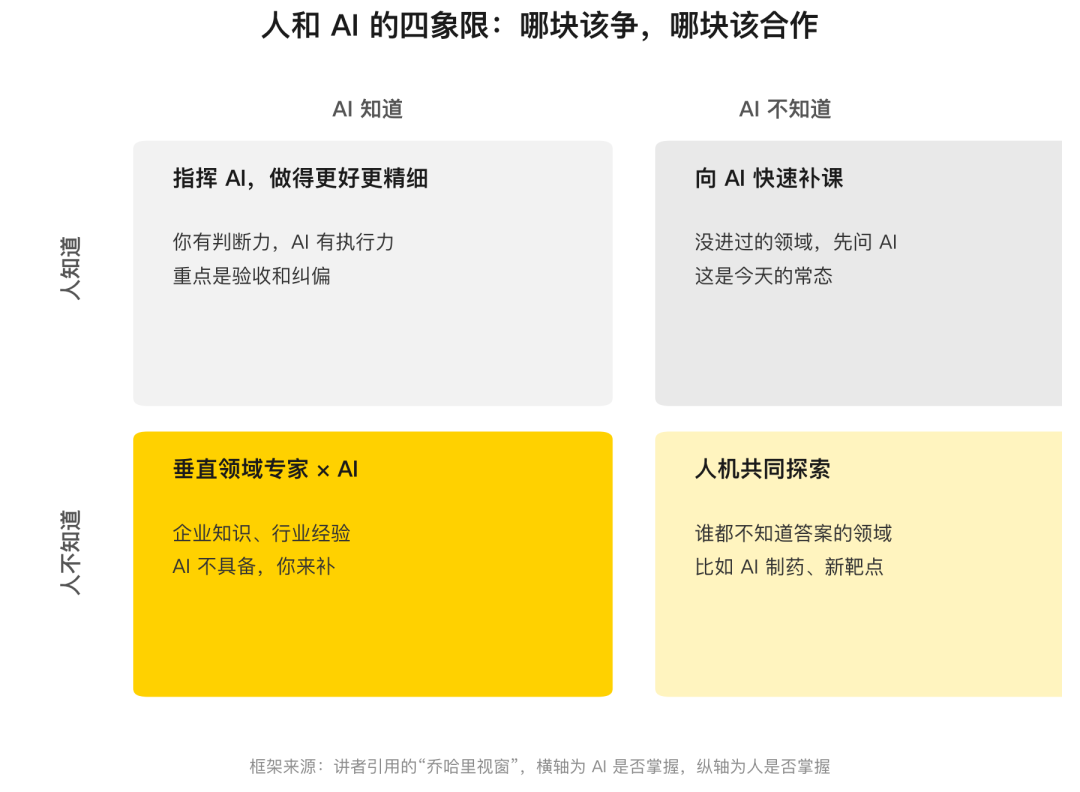 人和 AI 的四象限：哪块该争，哪块该合作
AI 知道
AI 不知道
人知道
指挥 AI，做得更好更精细
你有判断力，AI 有执行力
重点是验收和纠偏
向 AI 快速补课
没进过的领域，先问 AI
这是今天的常态
人不知道
垂直领域专家 × AI
企业知识、行业经验
AI 不具备，你来补
人机共同探索
谁都不知道答案的领域
比如 AI 制药、新靶点
框架来源：讲者引用的“乔哈里视窗”，横轴为 AI 是否掌握，纵轴为人是否掌握